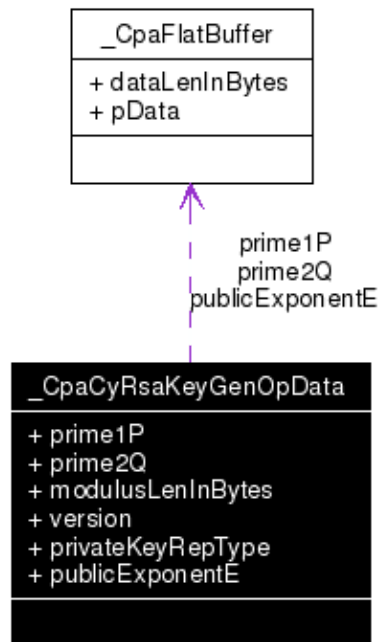 _CpaFlatBuffer
+ dataLenInBytes
+ pData
prime1P
prime2Q
publicExponentE
_CpaCyRsaKeyGenOpData
+ prime1P
+ prime2Q
+ modulusLenInBytes
+ version
+ privateKeyRepType
+ publicExponentE